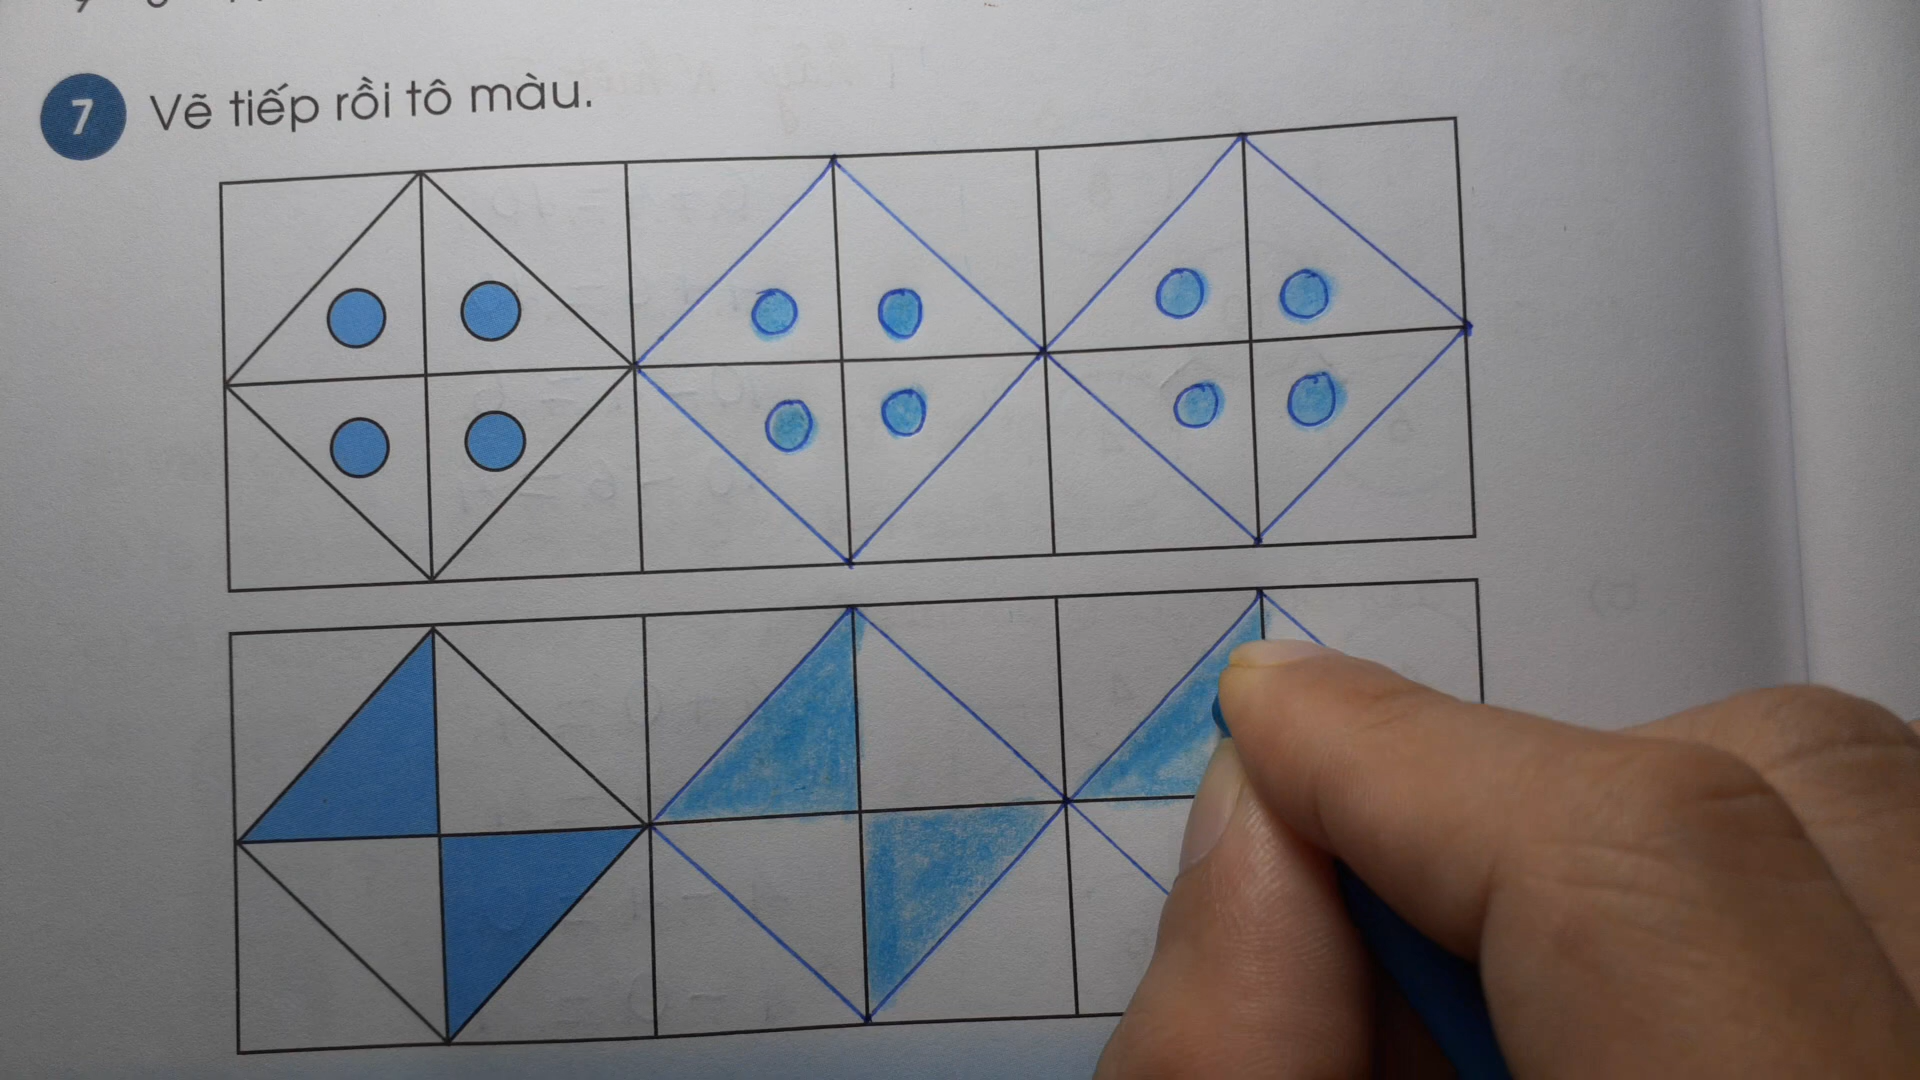 7 Vẽ tiếp rồi tô màu.